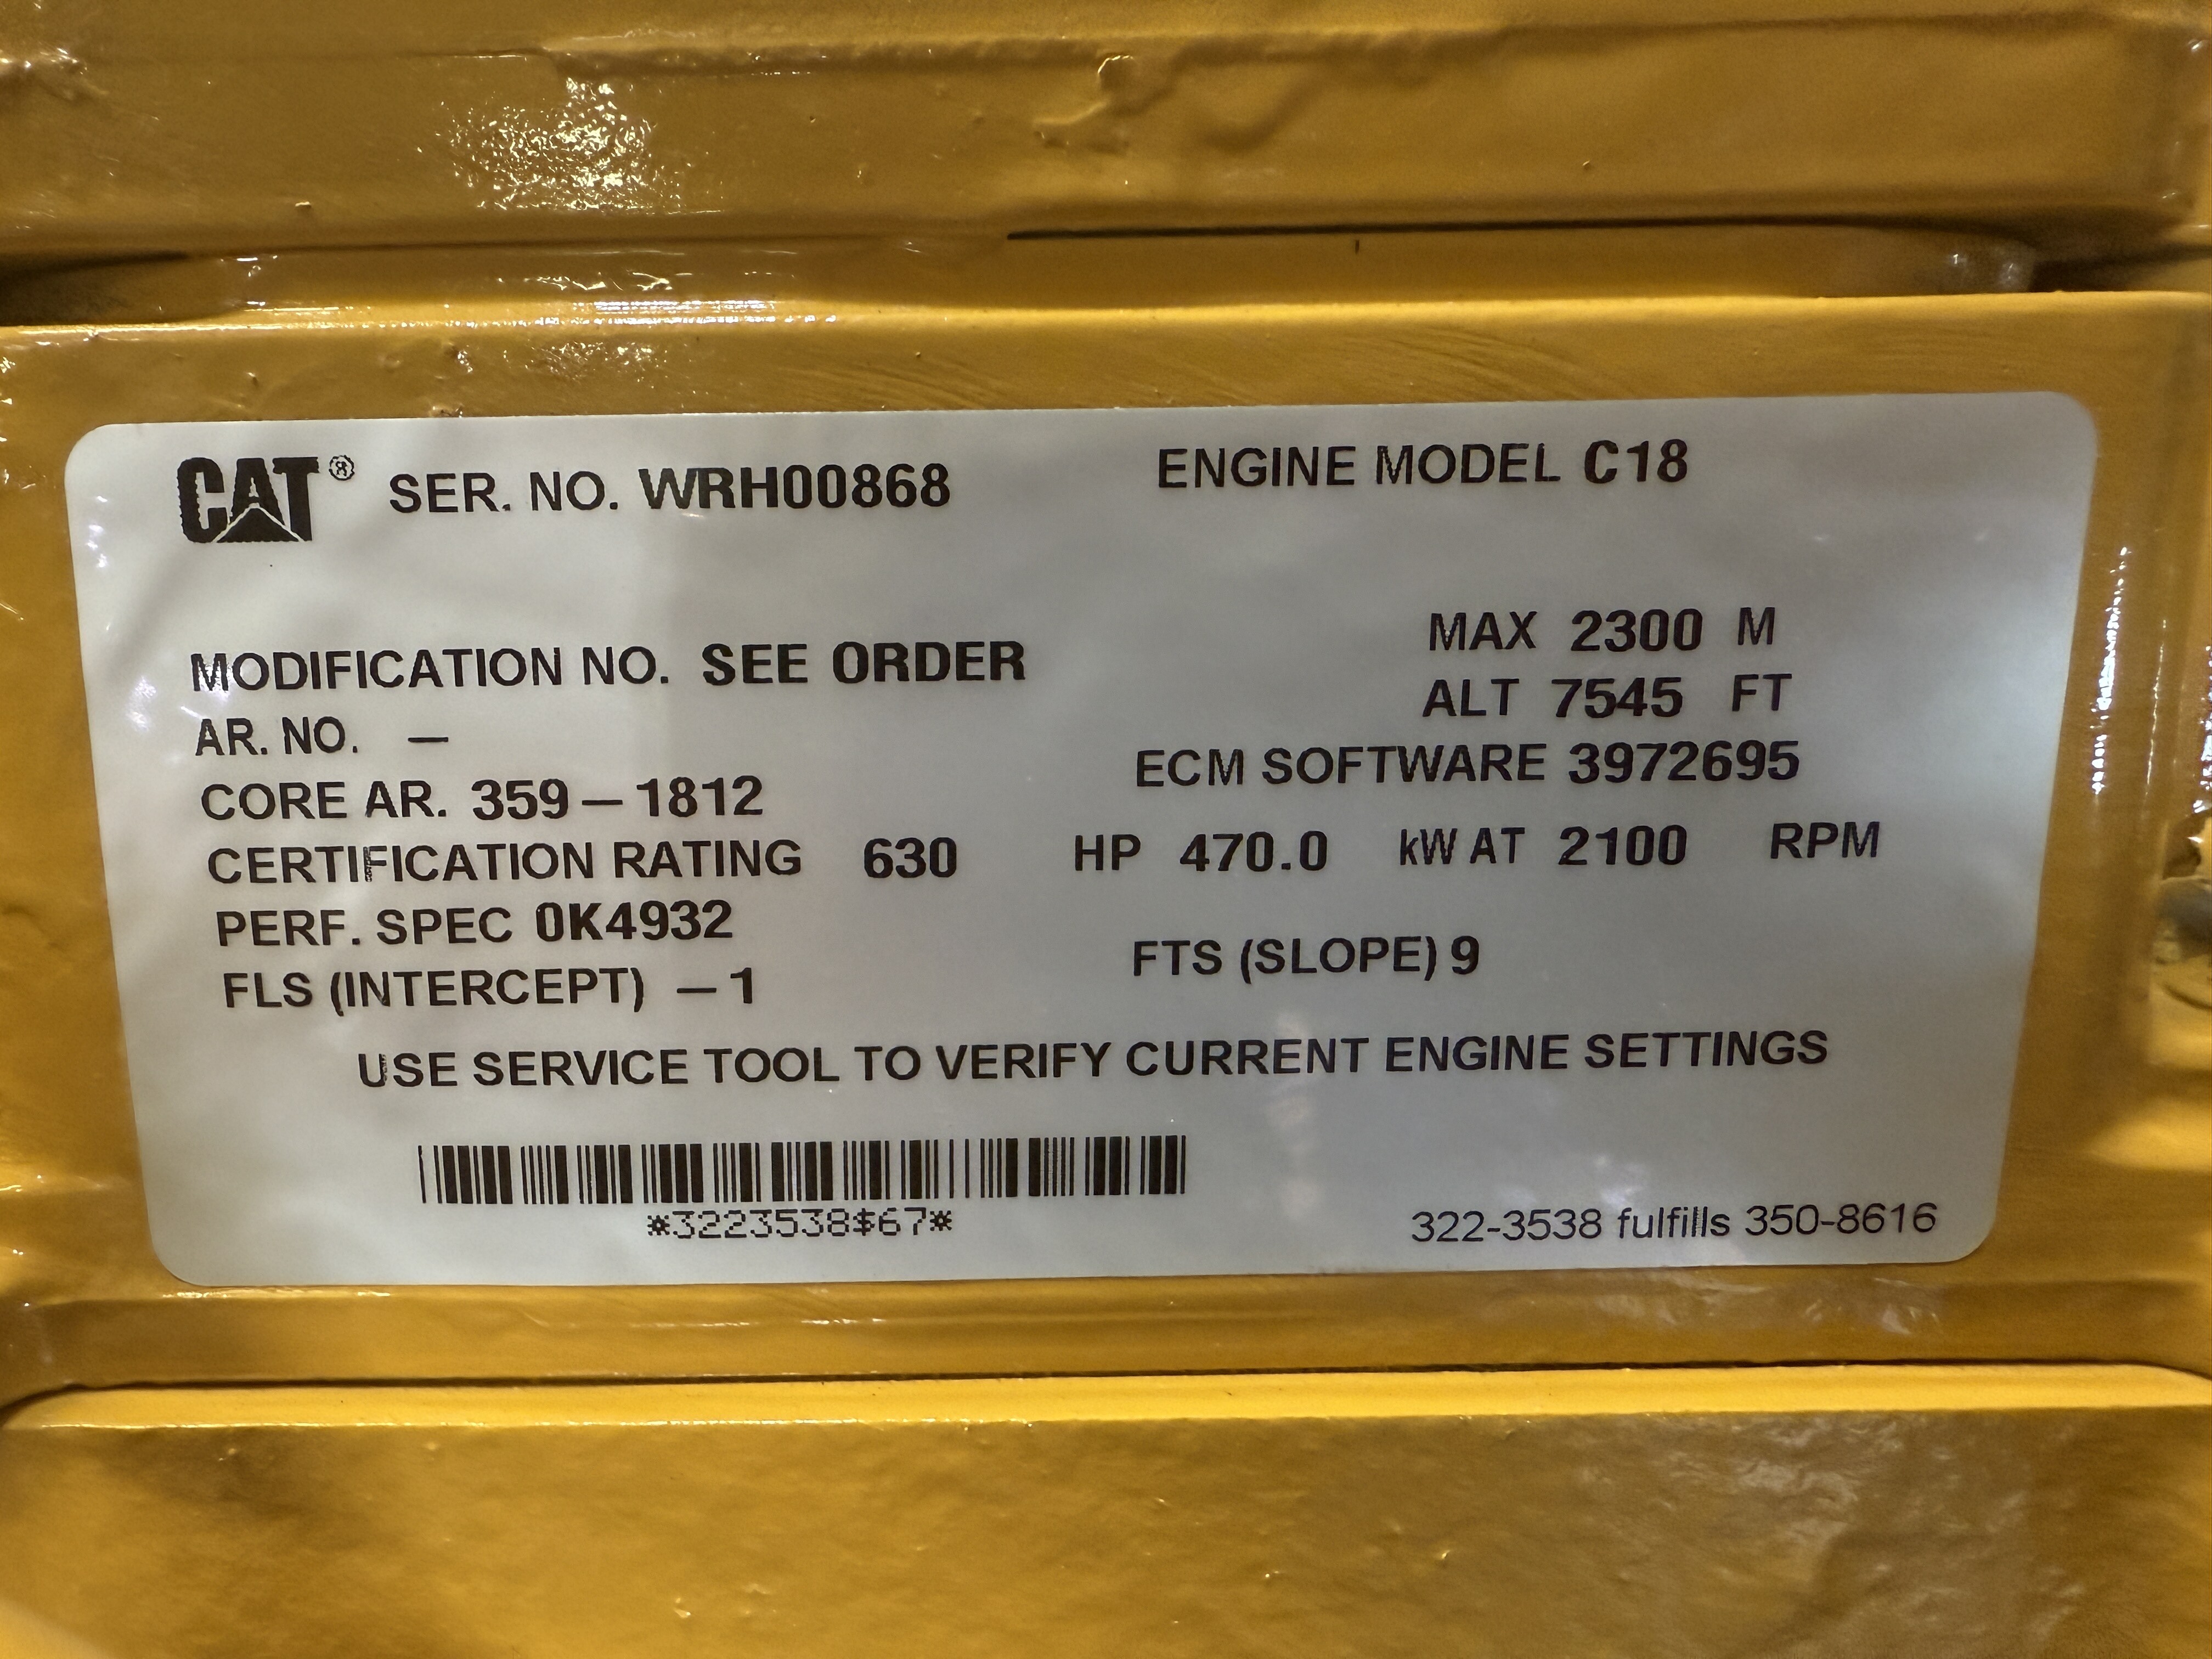 CAT® SER. NO. WRH00868 ENGINE MODEL C18
MAX 2300 M
MODIFICATION NO. SEE ORDER
ALT 7545 FT
AR. NO. —
ECM SOFTWARE 3972695
CORE AR. 359–1812
CERTIFICATION RATING 630 HP 470.0 kW AT 2100 RPM
PERF. SPEC 0K4932
FLS (INTERCEPT) –1 FTS (SLOPE) 9
USE SERVICE TOOL TO VERIFY CURRENT ENGINE SETTINGS
*3223538$67*
322-3538 fulfills 350-8616